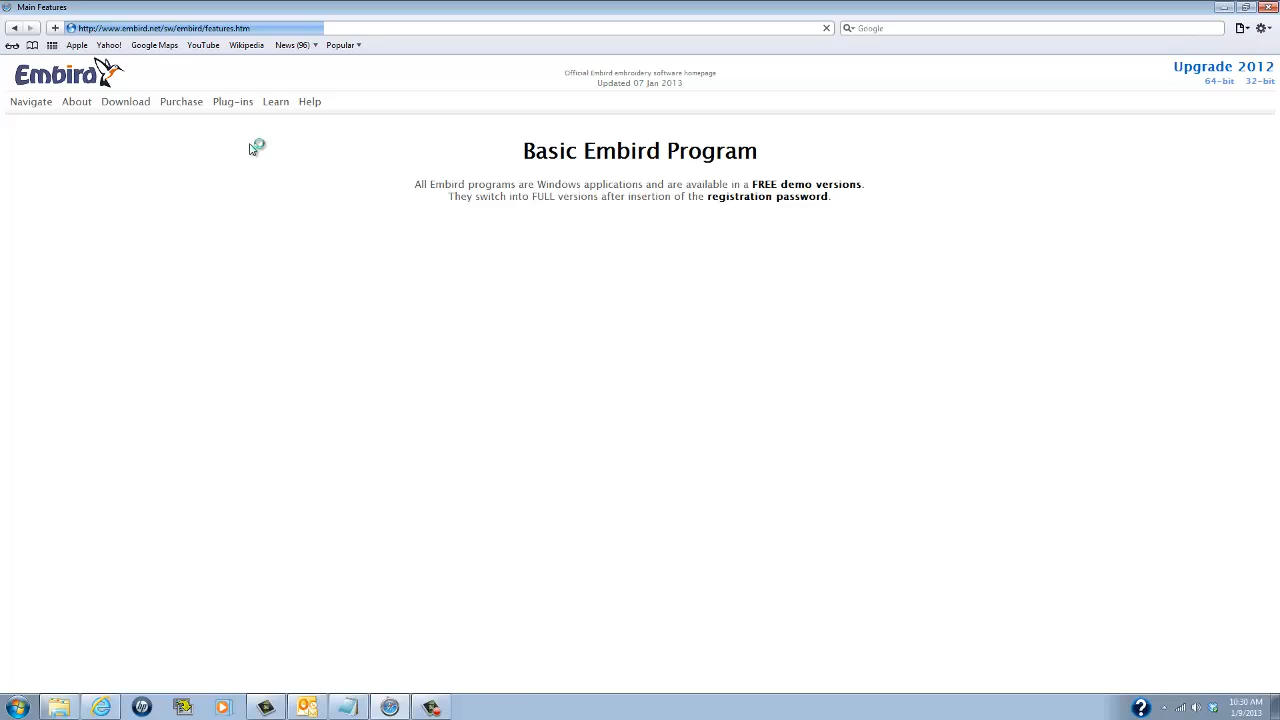 Main Features
http://www.embird.net/sw/embird/features.htm
Google
Apple Yahoo! Google Maps YouTube Wikipedia News (96) Popular
Embird
Official Embird embroidery software homepage
Updated 07 Jan 2013
Upgrade 2012
64-bit 32-bit
Navigate About Download Purchase Plug-ins Learn Help
Basic Embird Program
All Embird programs are Windows applications and are available in a FREE demo versions.
They switch into FULL versions after insertion of the registration password.
10:30 AM
1/9/2013